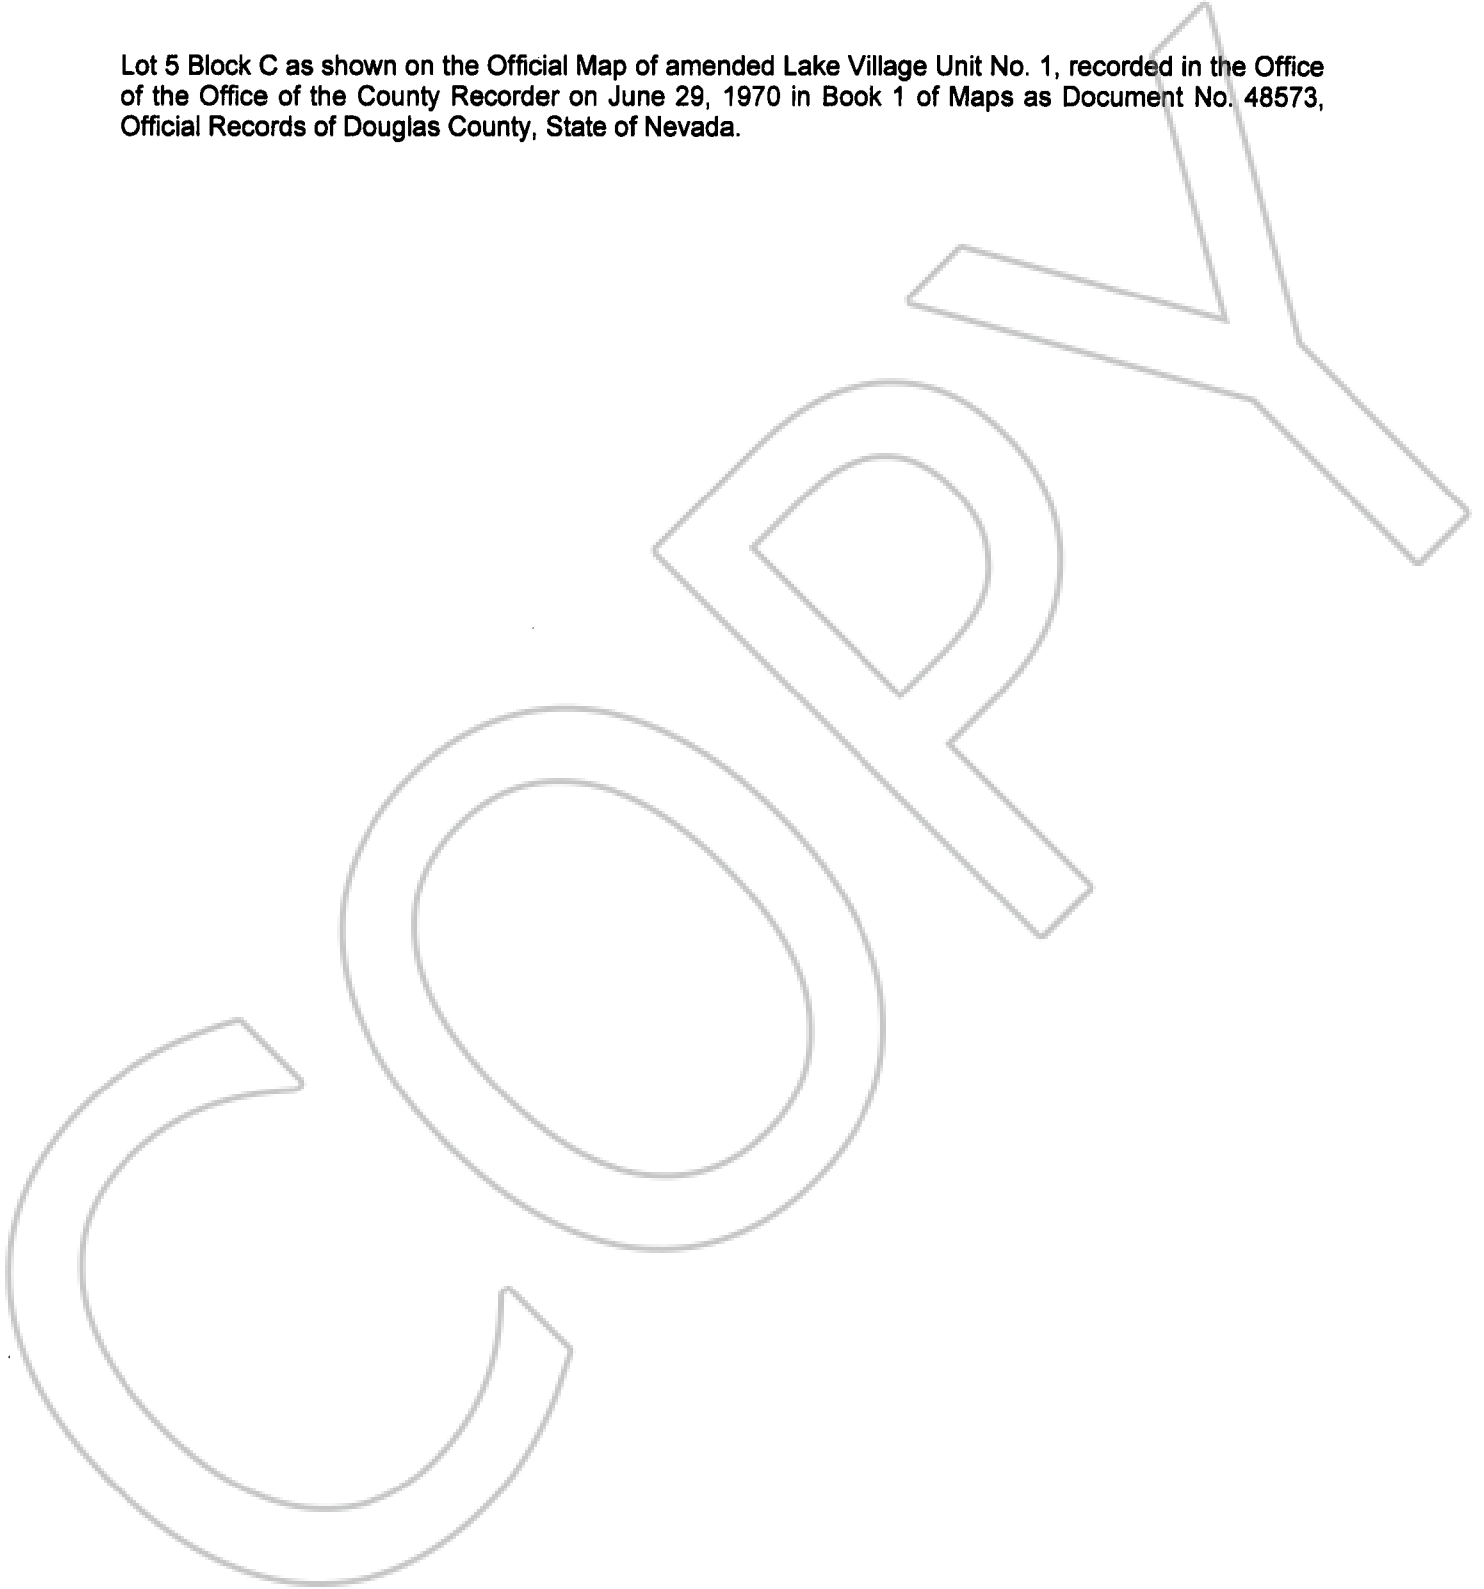 Lot 5 Block C as shown on the Official Map of amended Lake Village Unit No. 1, recorded in the Office
of the Office of the County Recorder on June 29, 1970 in Book 1 of Maps as Document No. 48573,
Official Records of Douglas County, State of Nevada.
COPY